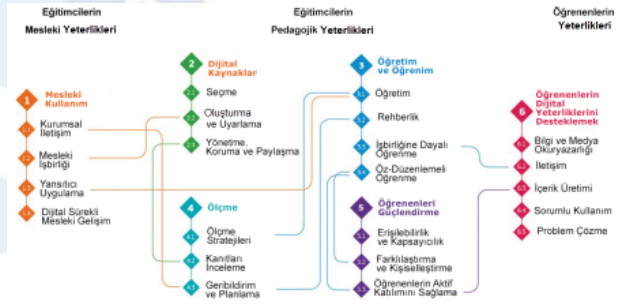 Eğitimcilerin
Mesleki Yeterlikleri
Eğitimcilerin
Pedagojik Yeterlikleri
Öğrenenlerin
Yeterlikleri
1
Mesleki
Kullanım
1.1
Kurumsal
İletişim
1.2
Mesleki
İşbirliği
1.3
Yansıtıcı
Uygulama
1.4
Dijital Sürekli
Mesleki Gelişim
2
Dijital
Kaynaklar
2.1
Seçme
2.2
Oluşturma
ve Uyarlama
2.3
Yönetme,
Koruma ve Paylaşma
4
Ölçme
4.1
Ölçme
Stratejileri
4.2
Kanıtları
İnceleme
4.3
Geribildirim
ve Planlama
3
Öğretim
ve Öğrenim
3.1
Öğretim
3.2
Rehberlik
3.3
İşbirliğine Dayalı
Öğrenme
3.4
Öz-Düzenlemeli
Öğrenme
5
Öğrenenleri
Güçlendirme
5.1
Erişilebilirlik
ve Kapsayıcılık
5.2
Farklılaştırma
ve Kişiselleştirme
5.3
Öğrenenlerin Aktif
Katılımını Sağlama
6
Öğrenenlerin
Dijital
Yeterliklerini
Desteklemek
6.1
Bilgi ve Medya
Okuryazarlığı
6.2
İletişim
6.3
İçerik Üretimi
6.4
Sorumlu Kullanım
6.5
Problem Çözme